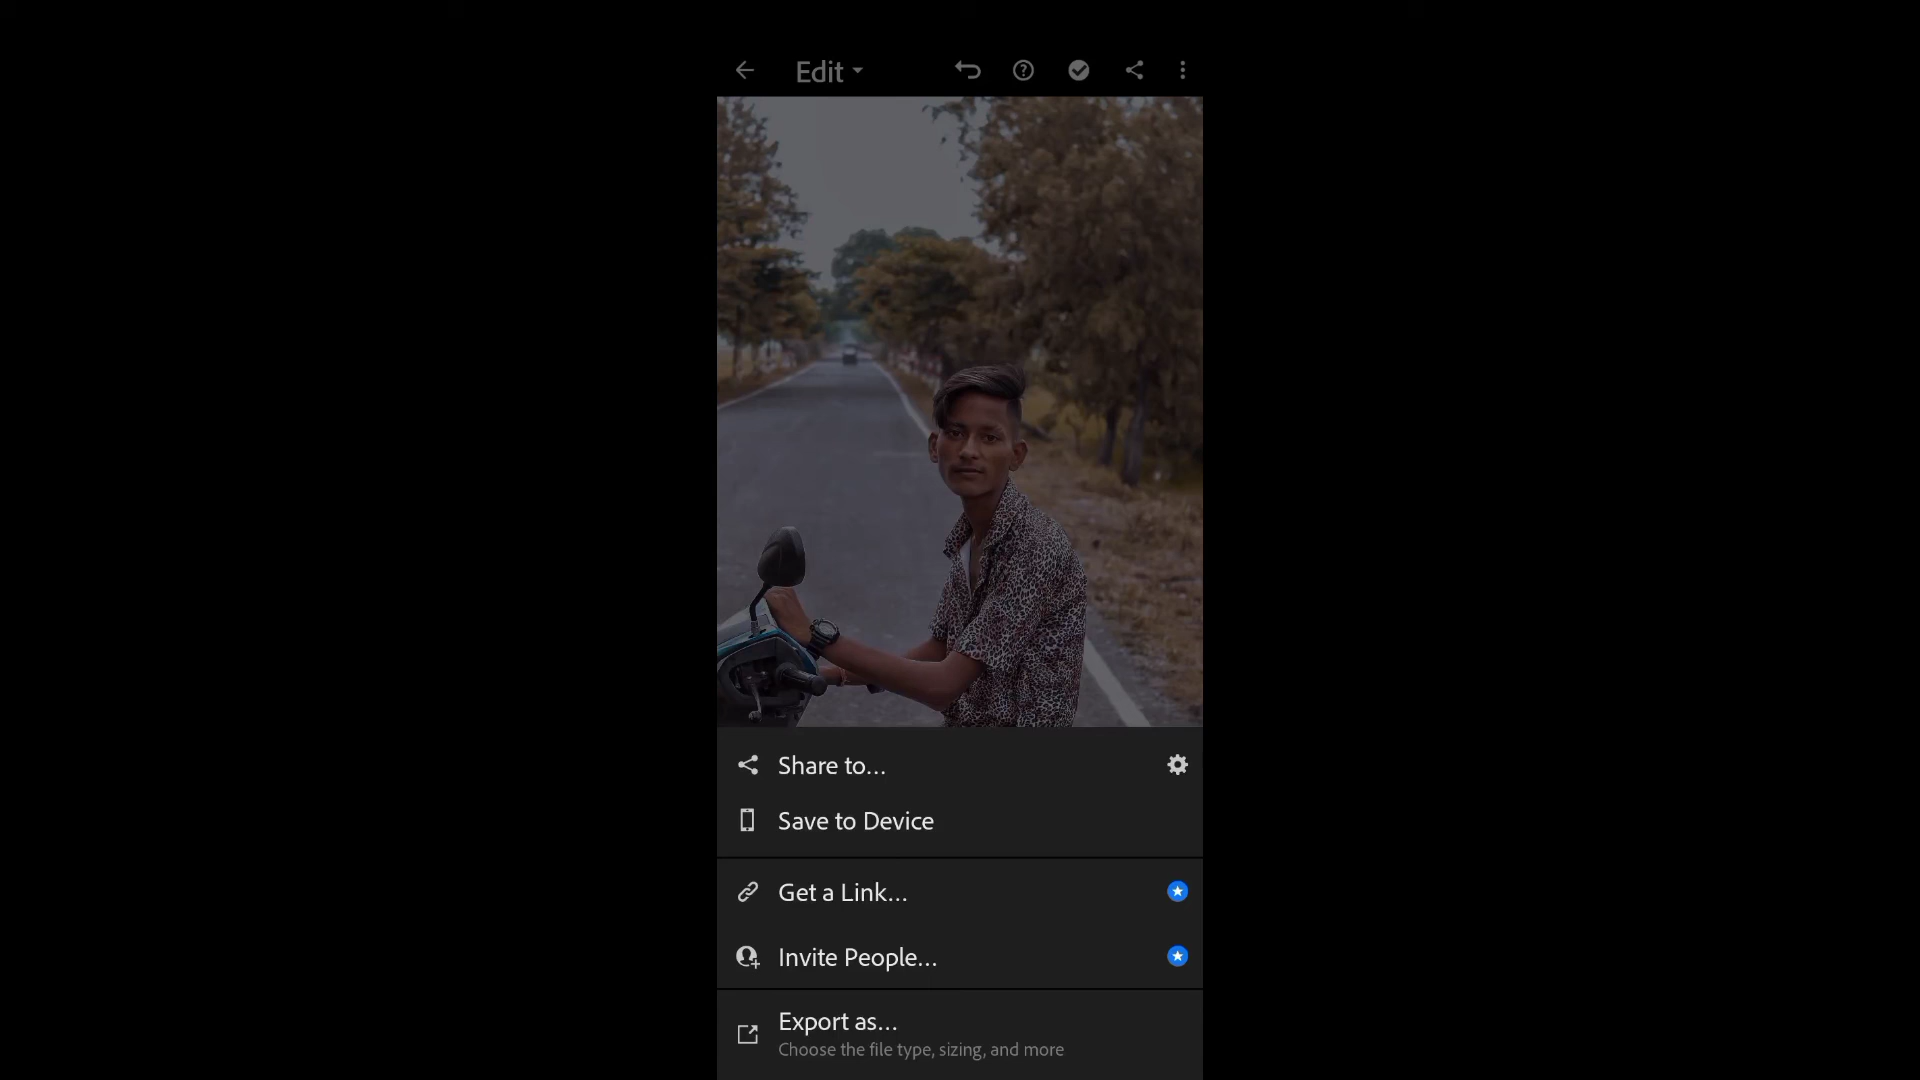 Edit
Share to...
Save to Device
Get a Link...
Invite People...
Export as...
Choose the file type, sizing, and more